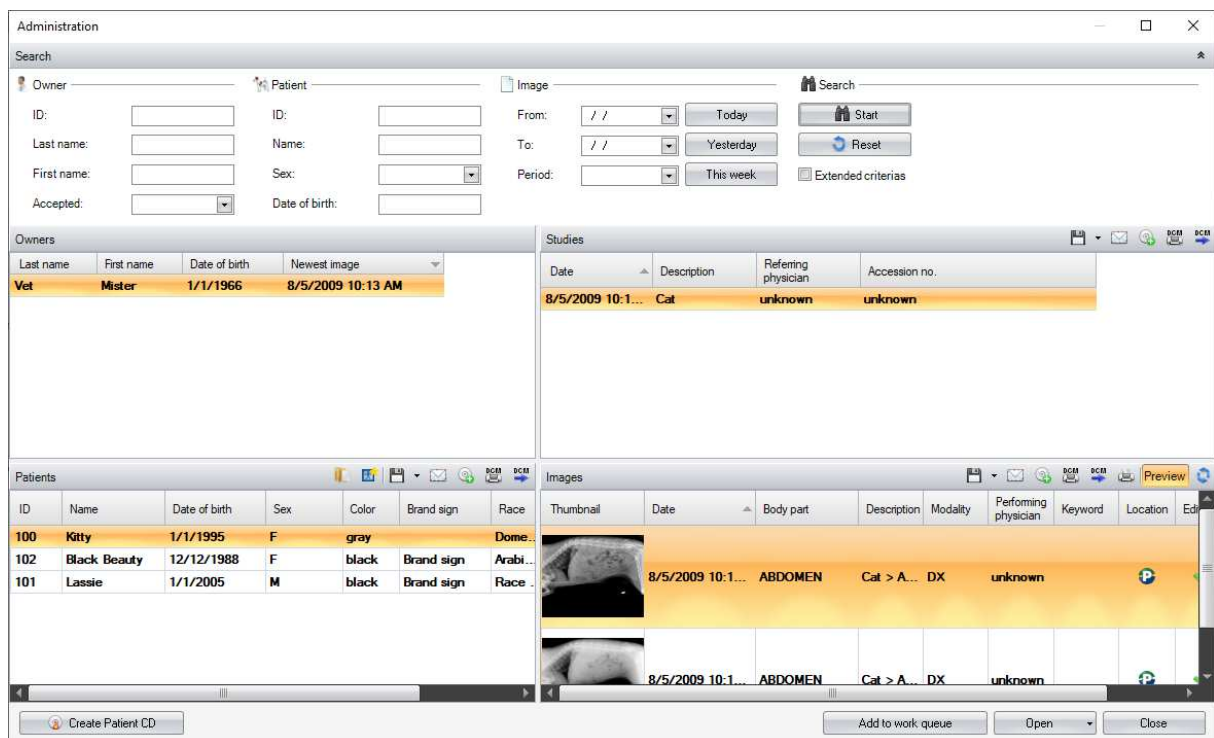 Administration
Search
Owner Patient Image Search
ID: ID: From: / / Today Start
Last name: Name: To: / / Yesterday Reset
First name: Sex: Period: This week Extended criterias
Accepted: Date of birth:
Owners
Last name First name Date of birth Newest image
Vet Mister 1/1/1966 8/5/2009 10:13 AM
Studies DCM DCM
Date Description Referring physician Accession no.
8/5/2009 10:1... Cat unknown unknown
Patients DCM DCM
ID Name Date of birth Sex Color Brand sign Race
100 Kitty 1/1/1995 F gray Dome...
102 Black Beauty 12/12/1988 F black Brand sign Arabi...
101 Lassie 1/1/2005 M black Brand sign Race ...
Images DCM DCM Preview
Thumbnail Date Body part Description Modality Performing physician Keyword Location Edi
8/5/2009 10:1... ABDOMEN Cat > A... DX unknown P
8/5/2009 10:1... ABDOMEN Cat > A... DX unknown P
Create Patient CD Add to work queue Open Close